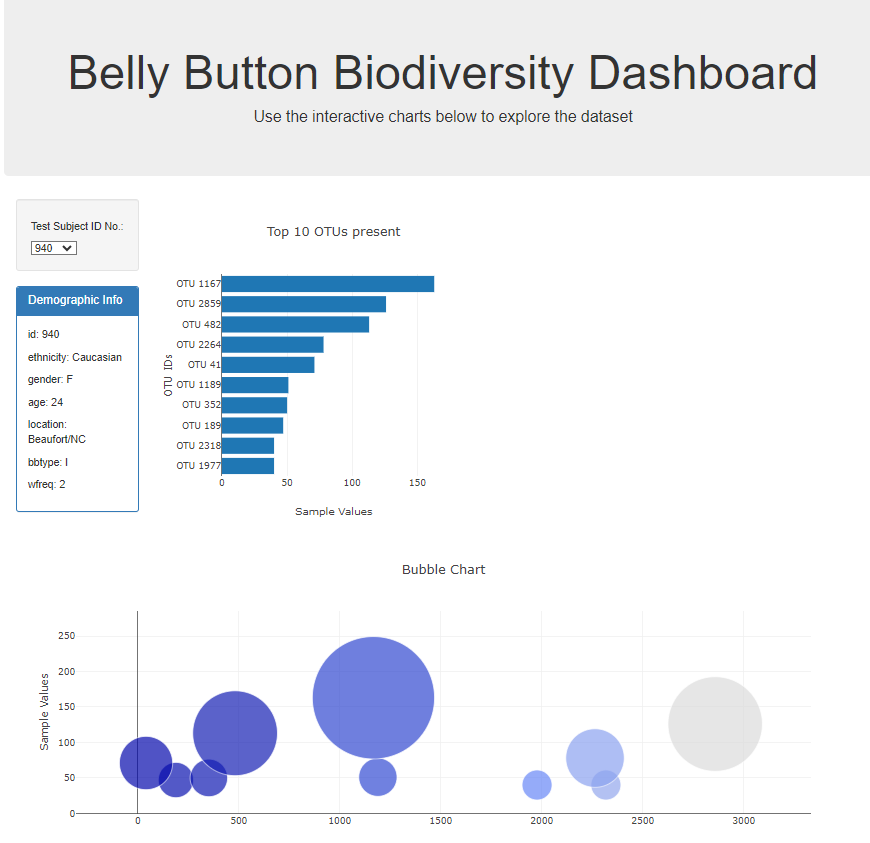 Belly Button Biodiversity Dashboard
Use the interactive charts below to explore the dataset
Test Subject ID No.:
940
Demographic Info
id: 940
ethnicity: Caucasian
gender: F
age: 24
location:
Beaufort/NC
bbtype: I
wfreq: 2
Top 10 OTUs present
OTU IDs
OTU 1167
OTU 2859
OTU 482
OTU 2264
OTU 41
OTU 1189
OTU 352
OTU 189
OTU 2318
OTU 1977
0 50 100 150
Sample Values
Bubble Chart
Sample Values
250
200
150
100
50
0
0 500 1000 1500 2000 2500 3000